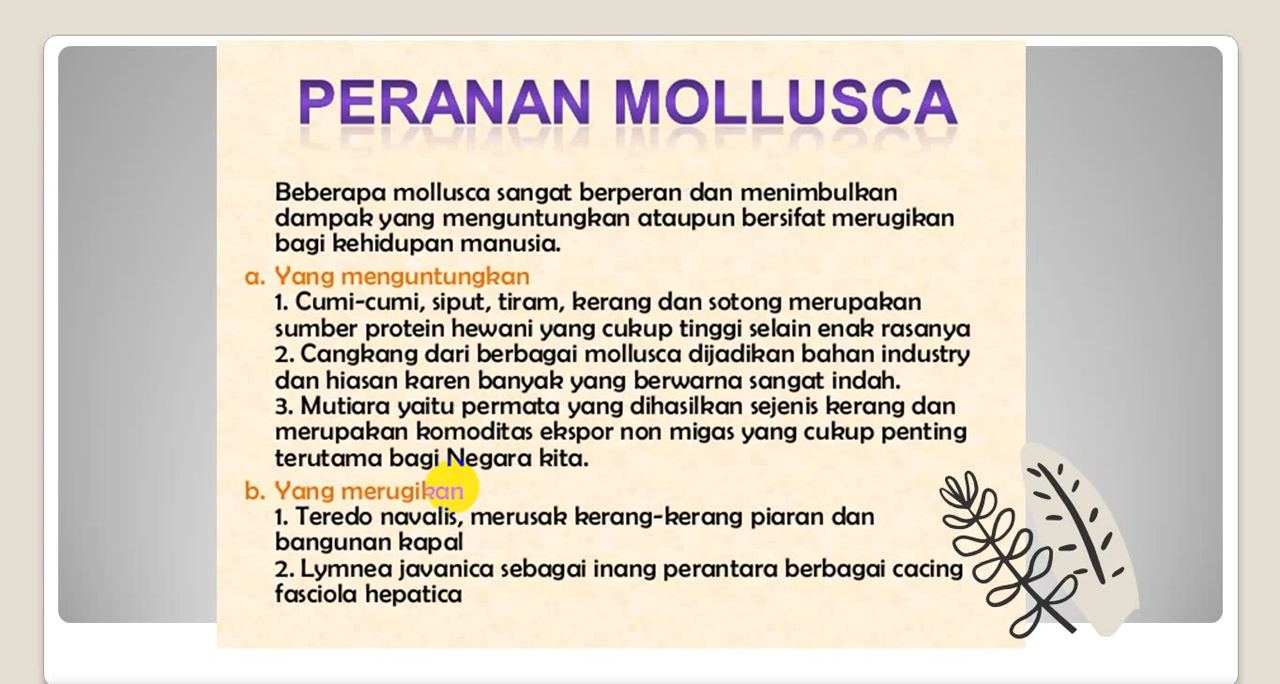 PERANAN MOLLUSCA
Beberapa mollusca sangat berperan dan menimbulkan
dampak yang menguntungkan ataupun bersifat merugikan
bagi kehidupan manusia.
a. Yang menguntungkan
1. Cumi-cumi, siput, tiram, kerang dan sotong merupakan
sumber protein hewani yang cukup tinggi selain enak rasanya
2. Cangkang dari berbagai mollusca dijadikan bahan industry
dan hiasan karen banyak yang berwarna sangat indah.
3. Mutiara yaitu permata yang dihasilkan sejenis kerang dan
merupakan komoditas ekspor non migas yang cukup penting
terutama bagi Negara kita.
b. Yang merugikan
1. Teredo navalis, merusak kerang-kerang piaran dan
bangunan kapal
2. Lymnea javanica sebagai inang perantara berbagai cacing
fasciola hepatica